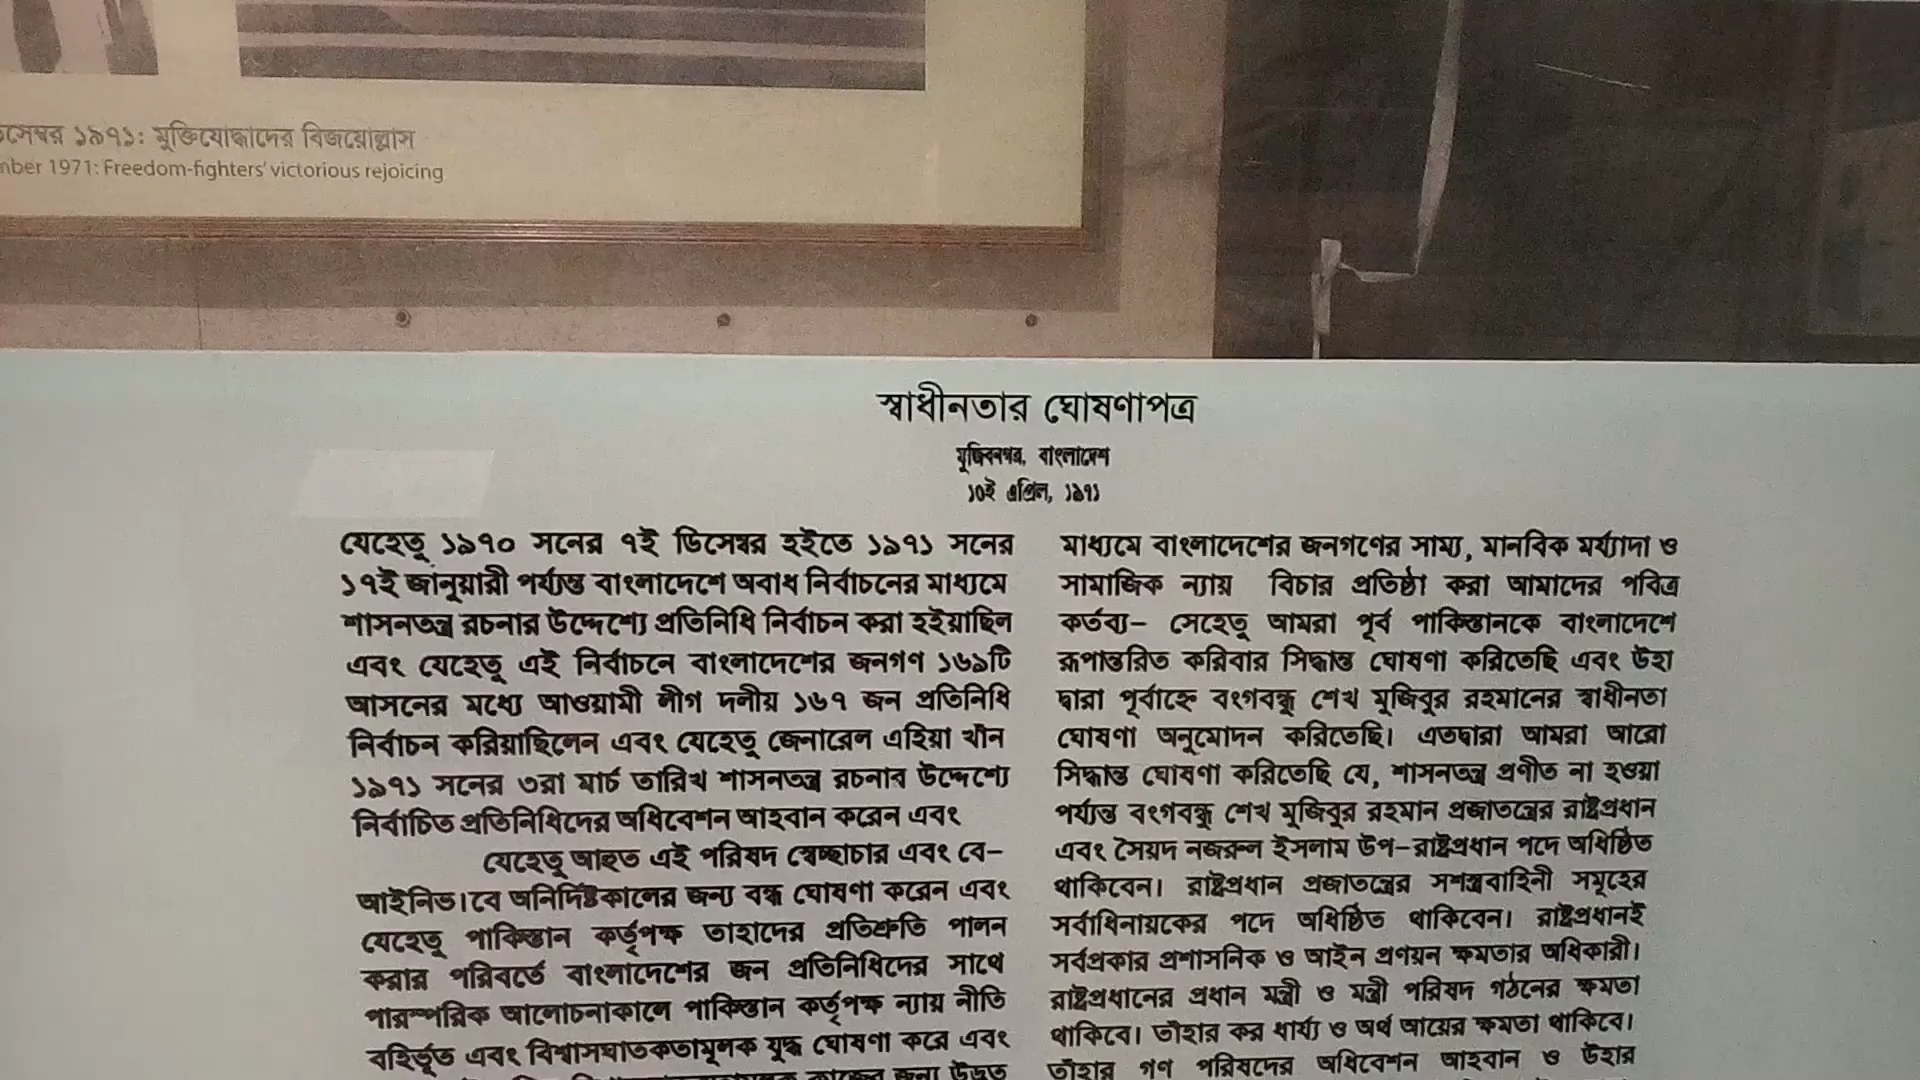 ১৯৭১: মুক্তিযোদ্ধাদের বিজয়োল্লাস
1971: Freedom-fighters' victorious rejoicing
স্বাধীনতার ঘোষণাপত্র
মুজিবনগর, বাংলাদেশ
১০ই এপ্রিল, ১৯৭১
যেহেতু ১৯৭০ সনের ৭ই ডিসেম্বর হইতে ১৯৭১ সনের
১৭ই জানুয়ারী পর্য্যন্ত বাংলাদেশে অবাধ নির্বাচনের মাধ্যমে
শাসনতন্ত্র রচনার উদ্দেশ্যে প্রতিনিধি নির্বাচন করা হইয়াছিল
এবং যেহেতু এই নির্বাচনে বাংলাদেশের জনগণ ১৬৯টি
আসনের মধ্যে আওয়ামী লীগ দলীয় ১৬৭ জন প্রতিনিধি
নির্বাচন করিয়াছিলেন এবং যেহেতু জেনারেল এহিয়া খাঁন
১৯৭১ সনের ৩রা মার্চ তারিখ শাসনতন্ত্র রচনার উদ্দেশ্যে
নির্বাচিত প্রতিনিধিদের অধিবেশন আহবান করেন এবং
যেহেতু আহুত এই পরিষদ স্বেচ্ছাচার এবং বে-
আইনিভাবে অনির্দিষ্টকালের জন্য বন্ধ ঘোষণা করেন এবং
যেহেতু পাকিস্তান কর্তৃপক্ষ তাহাদের প্রতিশ্রুতি পালন
করার পরিবর্তে বাংলাদেশের জন প্রতিনিধিদের সাথে
পারস্পরিক আলোচনাকালে পাকিস্তান কর্তৃপক্ষ ন্যায় নীতি
বহির্ভূত এবং বিশ্বাসঘাতকতামূলক যুদ্ধ ঘোষণা করে এবং
কাজের জন্য উদ্ভুত
মাধ্যমে বাংলাদেশের জনগণের সাম্য, মানবিক মর্য্যাদা ও
সামাজিক ন্যায় বিচার প্রতিষ্ঠা করা আমাদের পবিত্র
কর্তব্য- সেহেতু আমরা পূর্ব পাকিস্তানকে বাংলাদেশে
রূপান্তরিত করিবার সিদ্ধান্ত ঘোষণা করিতেছি এবং উহা
দ্বারা পূর্বাহ্নে বংগবন্ধু শেখ মুজিবুর রহমানের স্বাধীনতা
ঘোষণা অনুমোদন করিতেছি। এতদ্বারা আমরা আরো
সিদ্ধান্ত ঘোষণা করিতেছি যে, শাসনতন্ত্র প্রণীত না হওয়া
পর্য্যন্ত বংগবন্ধু শেখ মুজিবুর রহমান প্রজাতন্ত্রের রাষ্ট্রপ্রধান
এবং সৈয়দ নজরুল ইসলাম উপ-রাষ্ট্রপ্রধান পদে অধিষ্ঠিত
থাকিবেন। রাষ্ট্রপ্রধান প্রজাতন্ত্রের সশস্ত্রবাহিনী সমূহের
সর্বাধিনায়কের পদে অধিষ্ঠিত থাকিবেন। রাষ্ট্রপ্রধানই
সর্বপ্রকার প্রশাসনিক ও আইন প্রণয়ন ক্ষমতার অধিকারী।
রাষ্ট্রপ্রধানের প্রধান মন্ত্রী ও মন্ত্রী পরিষদ গঠনের ক্ষমতা
থাকিবে। তাঁহার কর ধার্য্য ও অর্থ আয়ের ক্ষমতা থাকিবে।
তাঁহার গণ পরিষদের অধিবেশন আহবান ও উহার